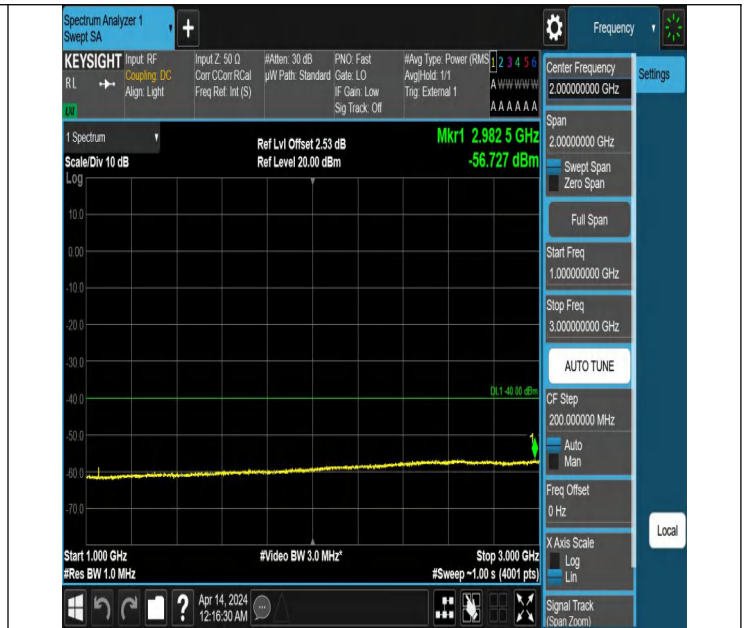 Spectrum Analyzer 1
Swept SA
+
Frequency
KEYSIGHT
RL
Input: RF
Coupling: DC
Align: Light
Input Z: 50 Ω
Corr CCorr RCal
Freq Ref: Int (S)
#Atten: 30 dB
µW Path: Standard
PNO: Fast
Gate: LO
IF Gain: Low
Sig Track: Off
#Avg Type: Power (RMS
Avg|Hold: 1/1
Trig: External 1
1 2 3 4 5 6
A W W W W W
A A A A A A
1 Spectrum
Scale/Div 10 dB
Ref Lvl Offset 2.53 dB
Ref Level 20.00 dBm
Mkr1 2.982 5 GHz
-56.727 dBm
Log
10.0
0.00
-10.0
-20.0
-30.0
-40.0
-50.0
-60.0
-70.0
DL1 -40.00 dBm
1
Start 1.000 GHz
#Res BW 1.0 MHz
#Video BW 3.0 MHz*
Stop 3.000 GHz
#Sweep ~1.00 s (4001 pts)
Center Frequency
2.000000000 GHz
Settings
Span
2.00000000 GHz
Swept Span
Zero Span
Full Span
Start Freq
1.000000000 GHz
Stop Freq
3.000000000 GHz
AUTO TUNE
CF Step
200.000000 MHz
Auto
Man
Freq Offset
0 Hz
X Axis Scale
Log
Lin
Local
Signal Track
(Span Zoom)
?
Apr 14, 2024
12:16:30 AM